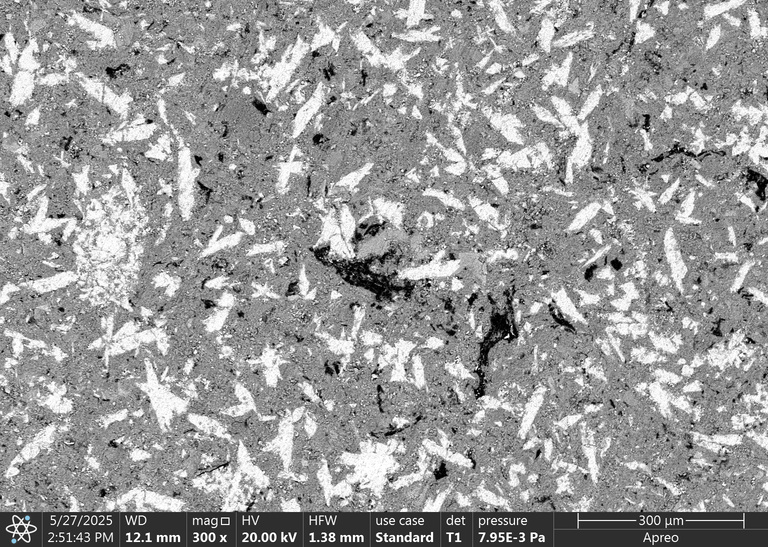 5/27/2025 WD mag HV HFW use case det pressure 300 µm
2:51:43 PM 12.1 mm 300 x 20.00 kV 1.38 mm Standard T1 7.95E-3 Pa Apreo